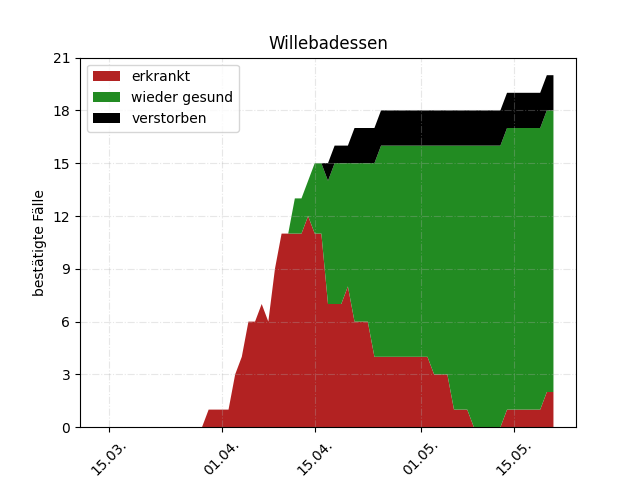 Willebadessen
erkrankt
wieder gesund
verstorben
bestätigte Fälle
21
18
15
12
9
6
3
0
15.03.
01.04.
15.04.
01.05.
15.05.